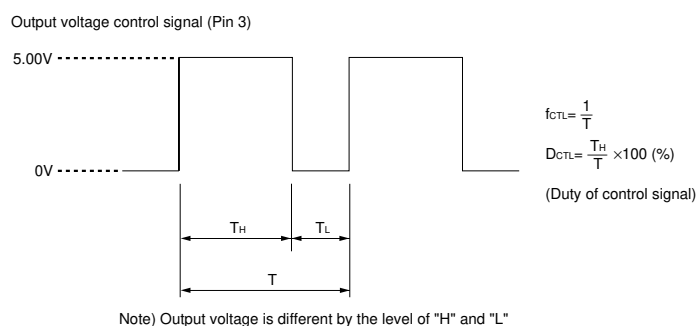 Output voltage control signal (Pin 3)
5.00V
0V
fCTL= 1/T
DCTL= TH/T ×100 (%)
(Duty of control signal)
TH
TL
T
Note) Output voltage is different by the level of "H" and "L"